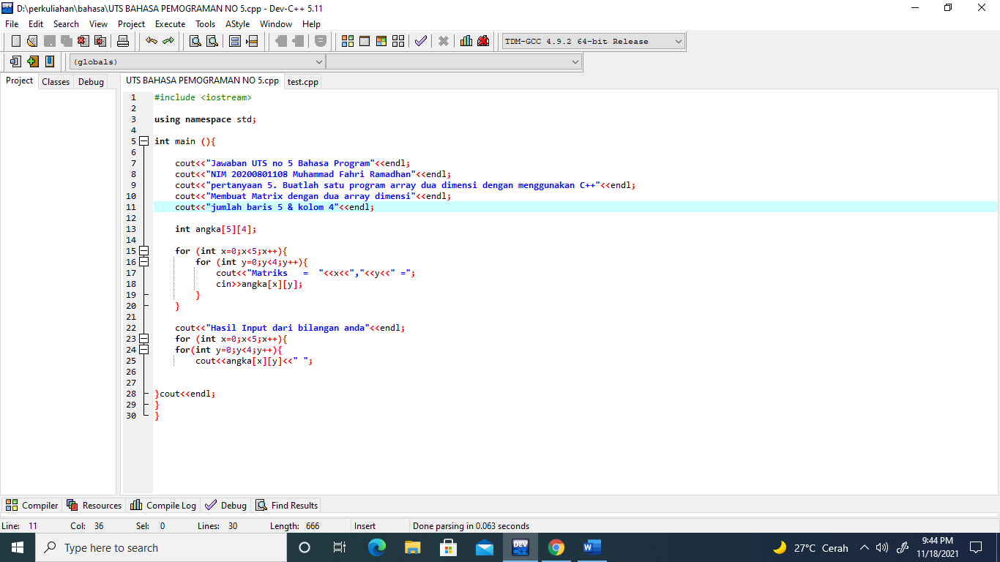 D:\perkuliahan\bahasa\UTS BAHASA PEMOGRAMAN NO 5.cpp - Dev-C++ 5.11
File Edit Search View Project Execute Tools AStyle Window Help
TDM-GCC 4.9.2 64-bit Release
(globals)
Project Classes Debug UTS BAHASA PEMOGRAMAN NO 5.cpp test.cpp
1 #include <iostream>
2
3 using namespace std;
4
5 int main (){
6
7 cout<<"Jawaban UTS no 5 Bahasa Program"<<endl;
8 cout<<"NIM 20200801108 Muhammad Fahri Ramadhan"<<endl;
9 cout<<"pertanyaan 5. Buatlah satu program array dua dimensi dengan menggunakan C++"<<endl;
10 cout<<"Membuat Matrix dengan dua array dimensi"<<endl;
11 cout<<"jumlah baris 5 & kolom 4"<<endl;
12
13 int angka[5][4];
14
15 for (int x=0;x<5;x++){
16 for (int y=0;y<4;y++){
17 cout<<"Matriks   =  "<<x<<","<<y<<" =";
18 cin>>angka[x][y];
19 }
20 }
21
22 cout<<"Hasil Input dari bilangan anda"<<endl;
23 for (int x=0;x<5;x++){
24 for(int y=0;y<4;y++){
25 cout<<angka[x][y]<<" ";
26
27
28 }cout<<endl;
29 }
30 }
Compiler Resources Compile Log Debug Find Results
Line: 11 Col: 36 Sel: 0 Lines: 30 Length: 666 Insert Done parsing in 0.063 seconds
Type here to search
DEV
27°C Cerah
9:44 PM
11/18/2021